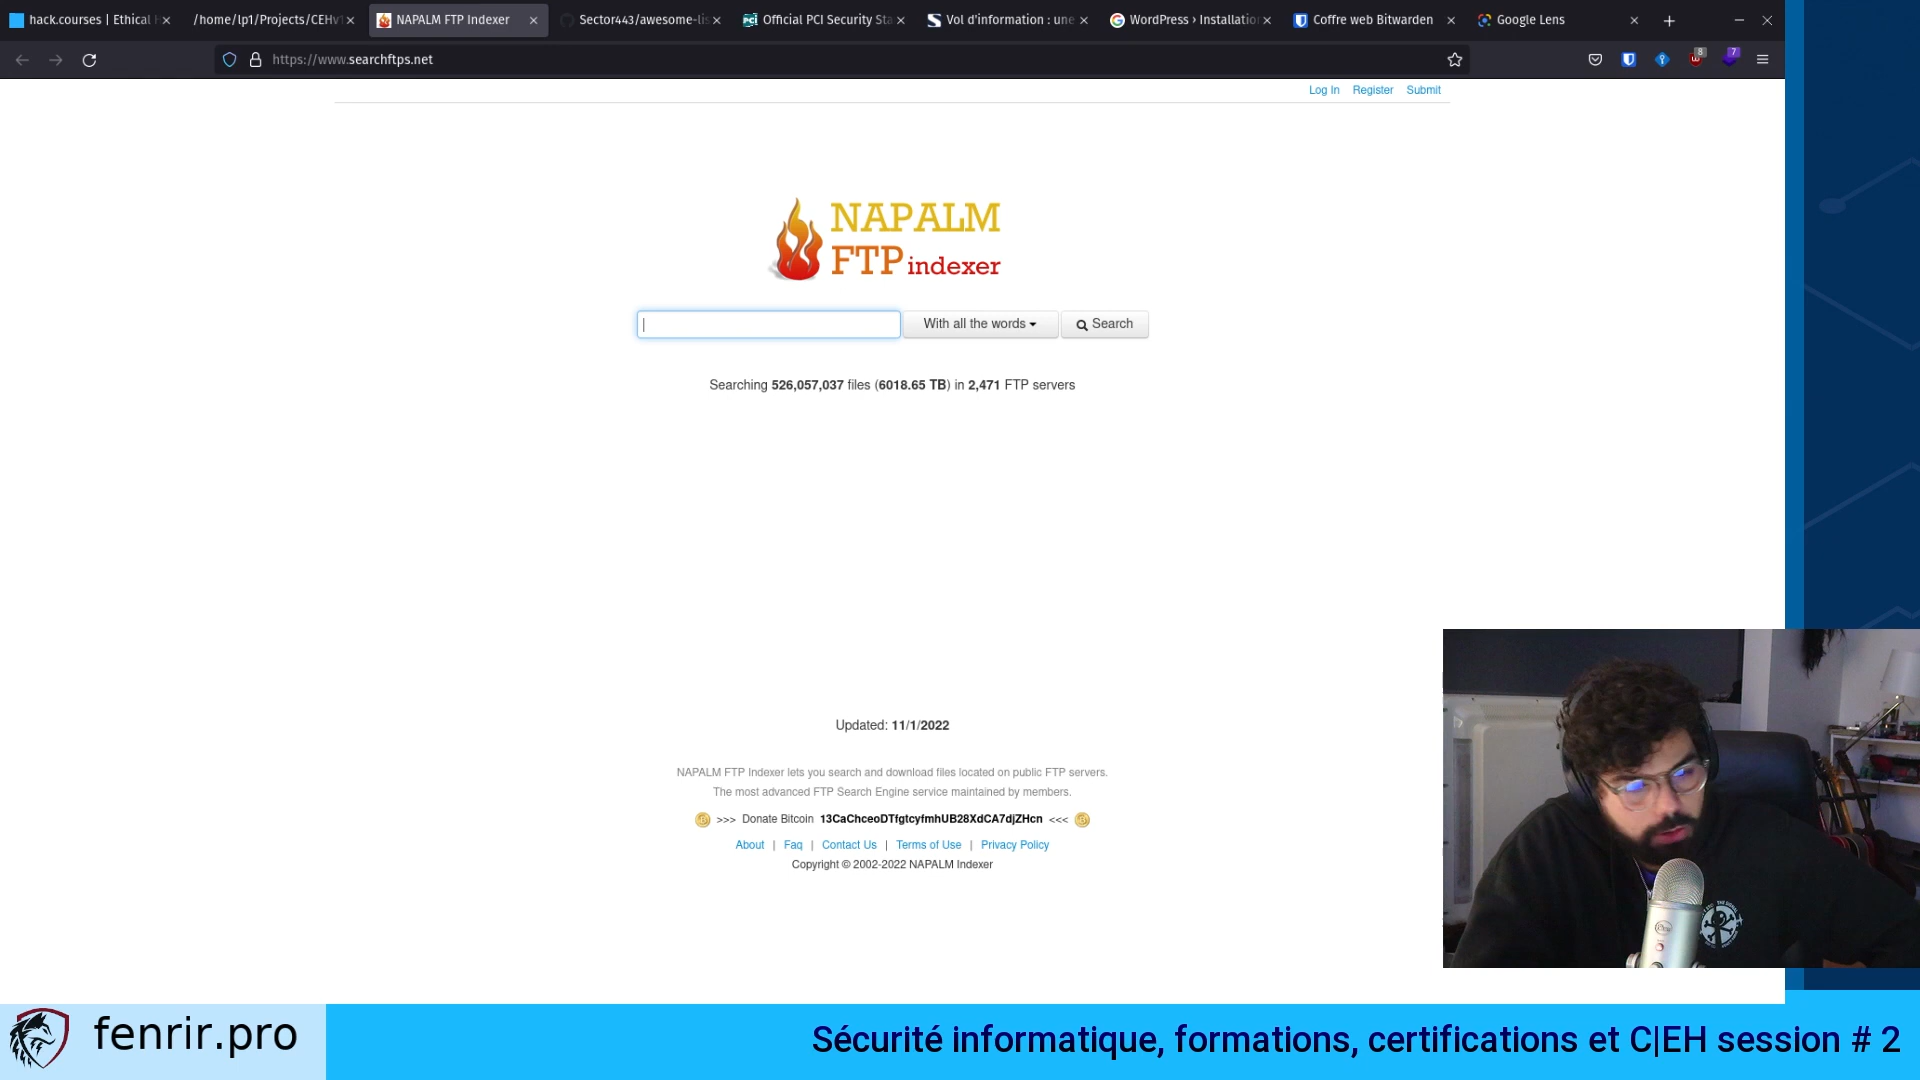 hack.courses | Ethical H
/home/lp1/Projects/CEHv1
NAPALM FTP Indexer
Sector443/awesome-lis
Official PCI Security Sta
Vol d'information : une
WordPress › Installation
Coffre web Bitwarden
Google Lens
https://www.searchftps.net
8
7
Log In Register Submit
NAPALM
FTP indexer
With all the words
Search
Searching 526,057,037 files (6018.65 TB) in 2,471 FTP servers
Updated: 11/1/2022
NAPALM FTP Indexer lets you search and download files located on public FTP servers.
The most advanced FTP Search Engine service maintained by members.
>>> Donate Bitcoin 13CaChceoDTfgtcyfmhUB28XdCA7djZHcn <<<
About | Faq | Contact Us | Terms of Use | Privacy Policy
Copyright © 2002-2022 NAPALM Indexer
fenrir.pro
Sécurité informatique, formations, certifications et C|EH session # 2